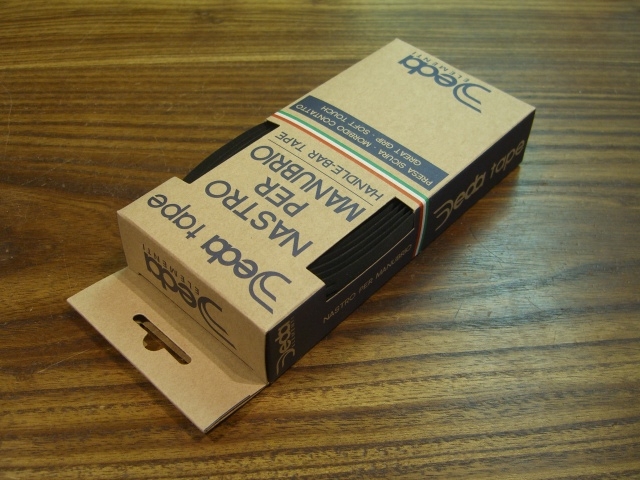 Deda
ELEMENTI
Deda tape
NASTRO
PER
MANUBRIO
HANDLE-BAR TAPE
PRESA SICURA · MORBIDO CONTATTO
GREAT GRIP · SOFT TOUCH
Deda
ELEMENTI
Deda tape
NASTRO PER MANUBRIO
Deda